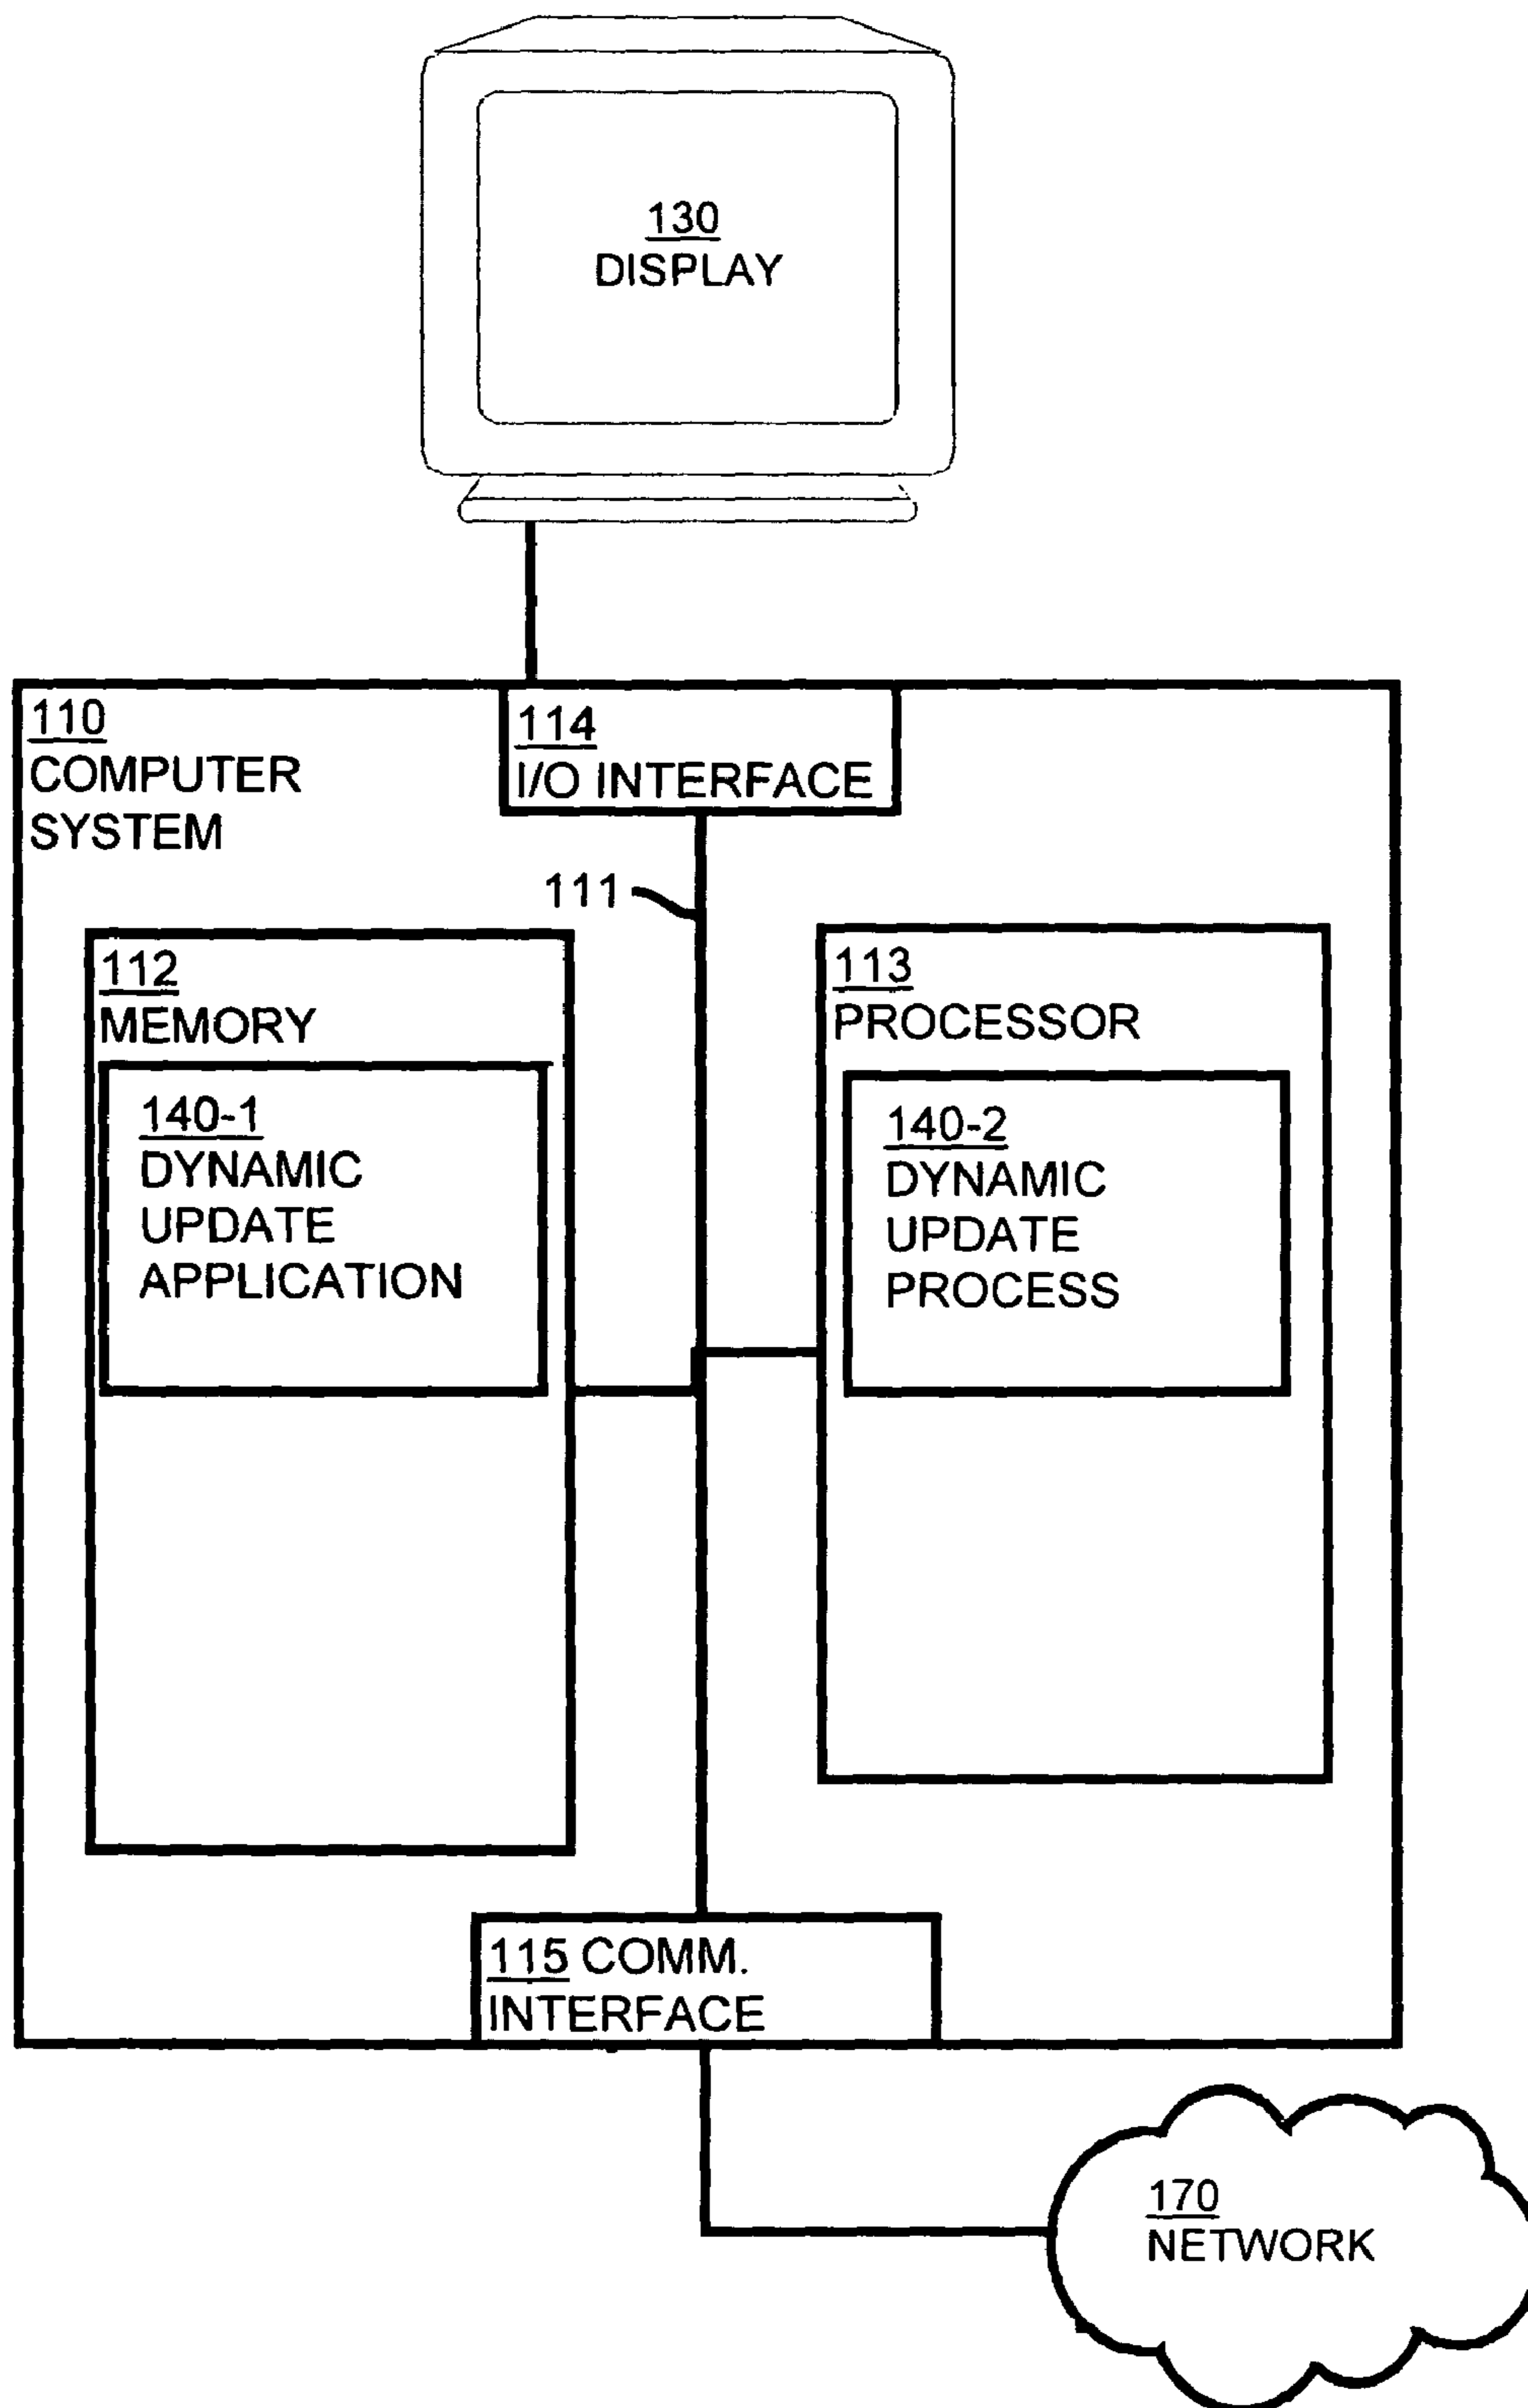 130
DISPLAY
110
COMPUTER
SYSTEM
114
I/O INTERFACE
111
112
MEMORY
140-1
DYNAMIC
UPDATE
APPLICATION
113
PROCESSOR
140-2
DYNAMIC
UPDATE
PROCESS
115 COMM.
INTERFACE
170
NETWORK